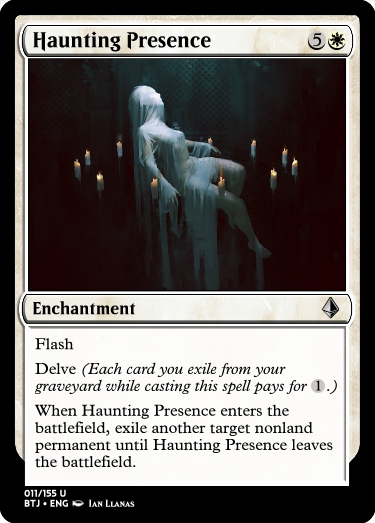 Haunting Presence 5
Enchantment
Flash
Delve (Each card you exile from your
graveyard while casting this spell pays for 1.)
When Haunting Presence enters the
battlefield, exile another target nonland
permanent until Haunting Presence leaves
the battlefield.
011/155 U
BTJ • ENG Ian Llanas